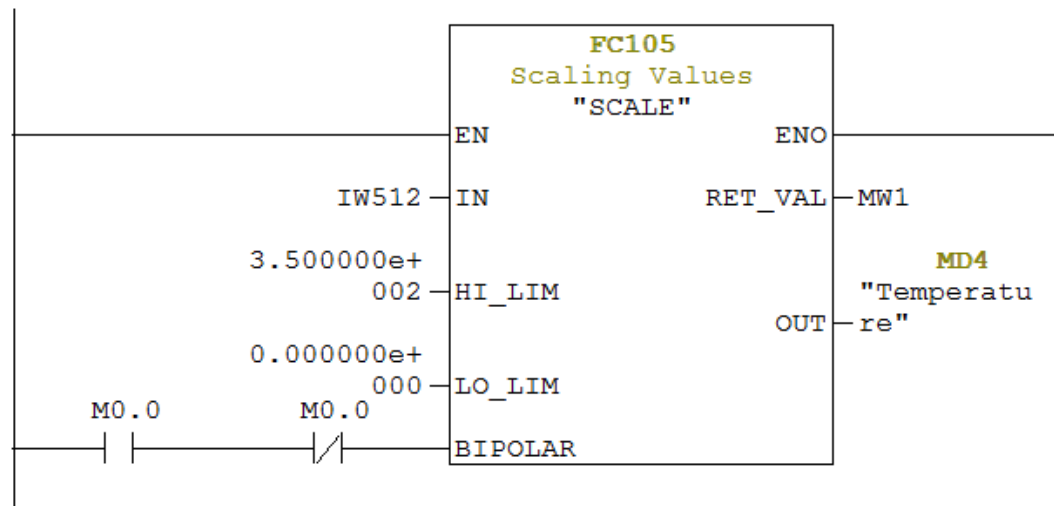 FC105
Scaling Values
"SCALE"
EN ENO
IW512 IN RET_VAL MW1
3.500000e+
002 HI_LIM
MD4
"Temperatu
OUT re"
0.000000e+
000 LO_LIM
M0.0 M0.0
BIPOLAR